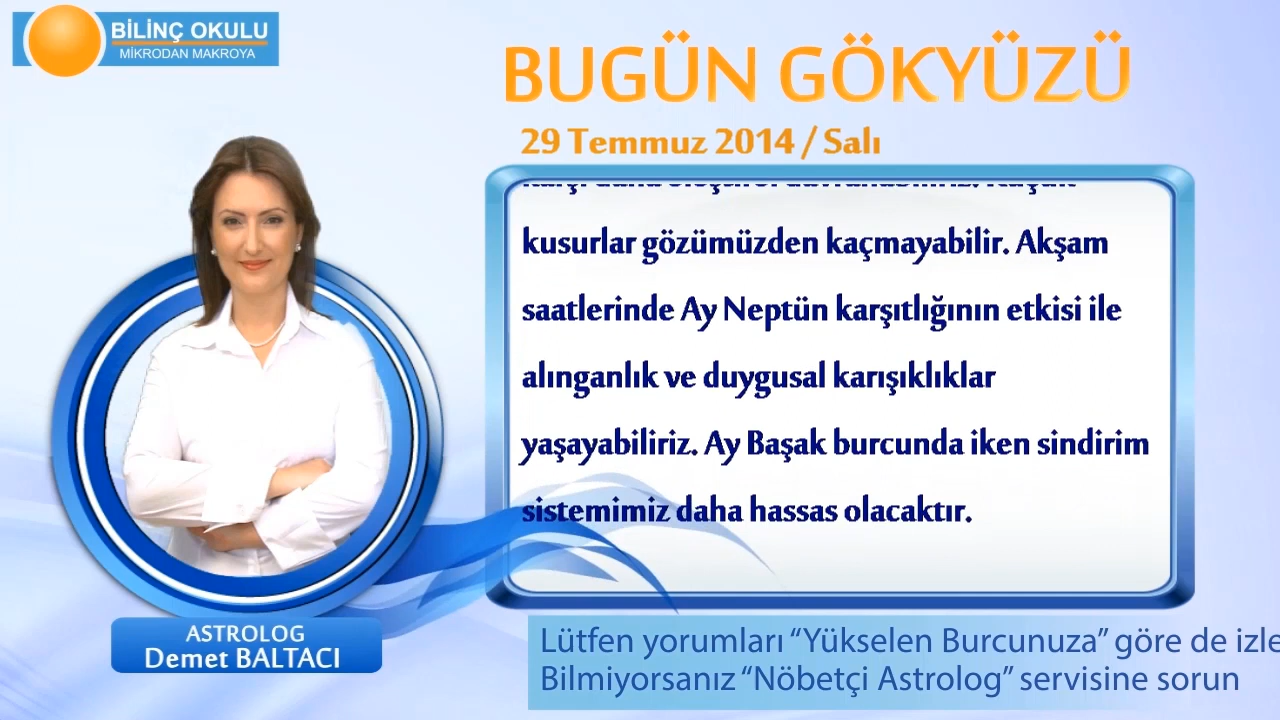 BİLİNÇ OKULU
MİKRODAN MAKROYA
BUGÜN GÖKYÜZÜ
29 Temmuz 2014 / Salı
kusurlar gözümüzden kaçmayabilir. Akşam
saatlerinde Ay Neptün karşıtlığının etkisi ile
alınganlık ve duygusal karışıklıklar
yaşayabiliriz. Ay Başak burcunda iken sindirim
sistemimiz daha hassas olacaktır.
ASTROLOG
Demet BALTACI
Lütfen yorumları “Yükselen Burcunuza” göre de izle
Bilmiyorsanız “Nöbetçi Astrolog” servisine sorun